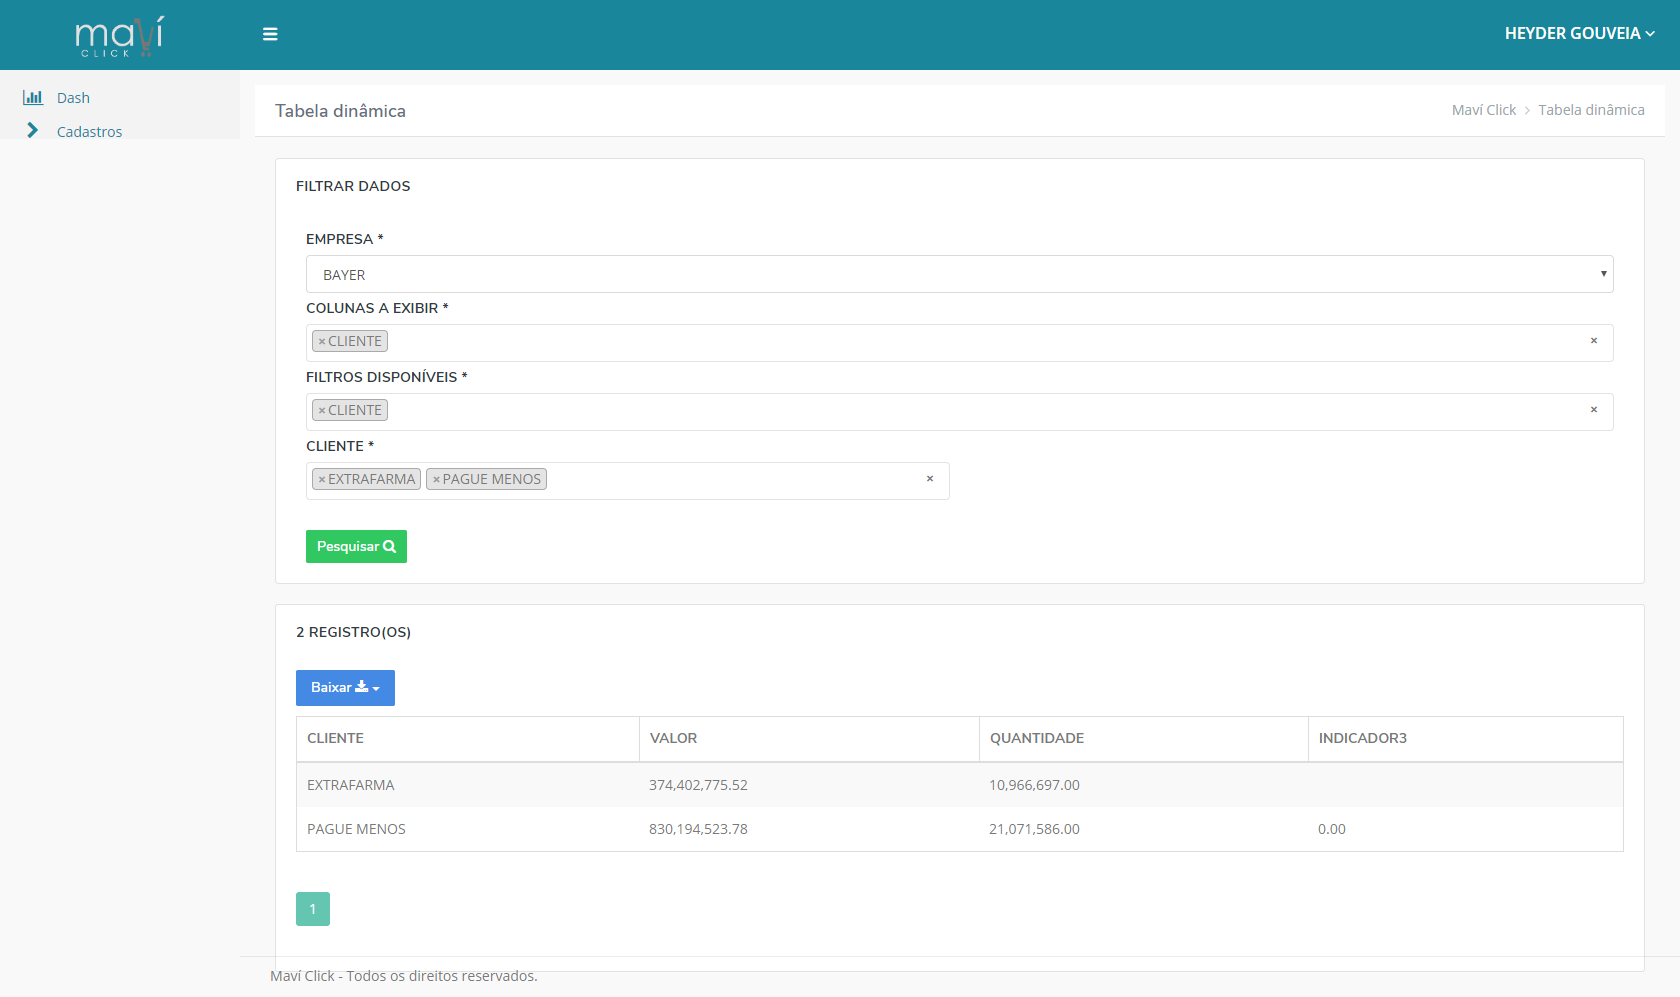 maví
CLICK
HEYDER GOUVEIA
Dash
Cadastros
Tabela dinâmica
Maví Click > Tabela dinâmica
FILTRAR DADOS
EMPRESA *
BAYER
COLUNAS A EXIBIR *
×CLIENTE ×
FILTROS DISPONÍVEIS *
×CLIENTE ×
CLIENTE *
×EXTRAFARMA ×PAGUE MENOS ×
Pesquisar
2 REGISTRO(OS)
Baixar
CLIENTE VALOR QUANTIDADE INDICADOR3
EXTRAFARMA 374,402,775.52 10,966,697.00
PAGUE MENOS 830,194,523.78 21,071,586.00 0.00
1
Maví Click - Todos os direitos reservados.